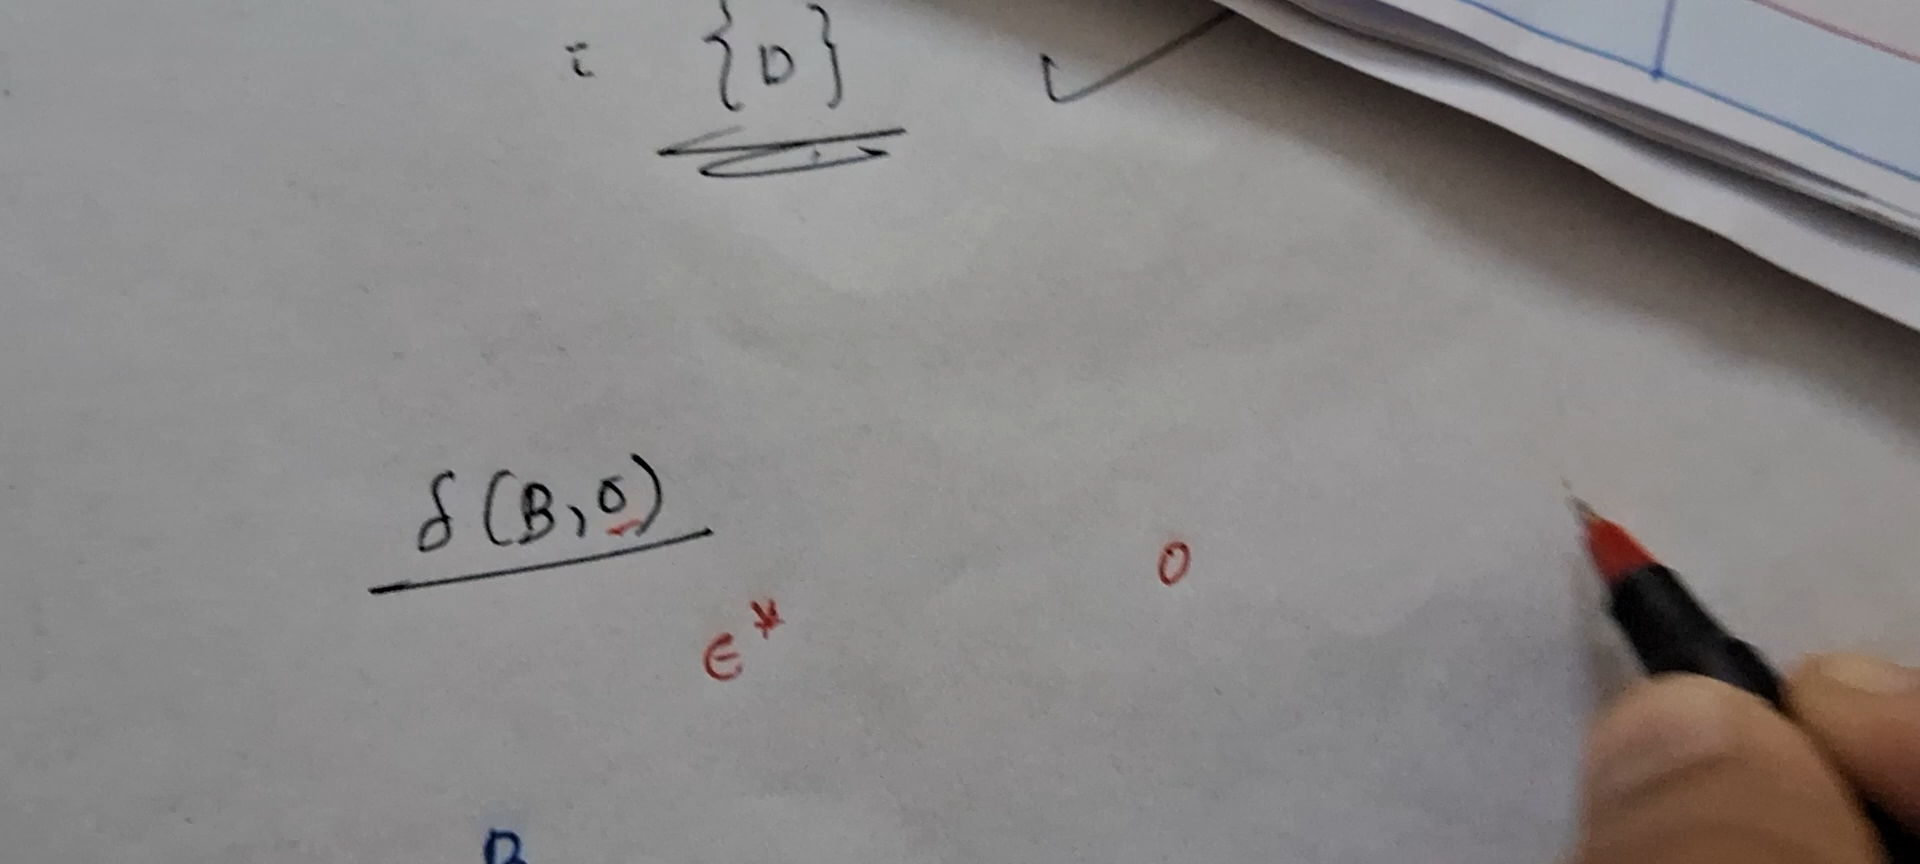 = {D} ✓
δ(B,0)
ε* 0
B